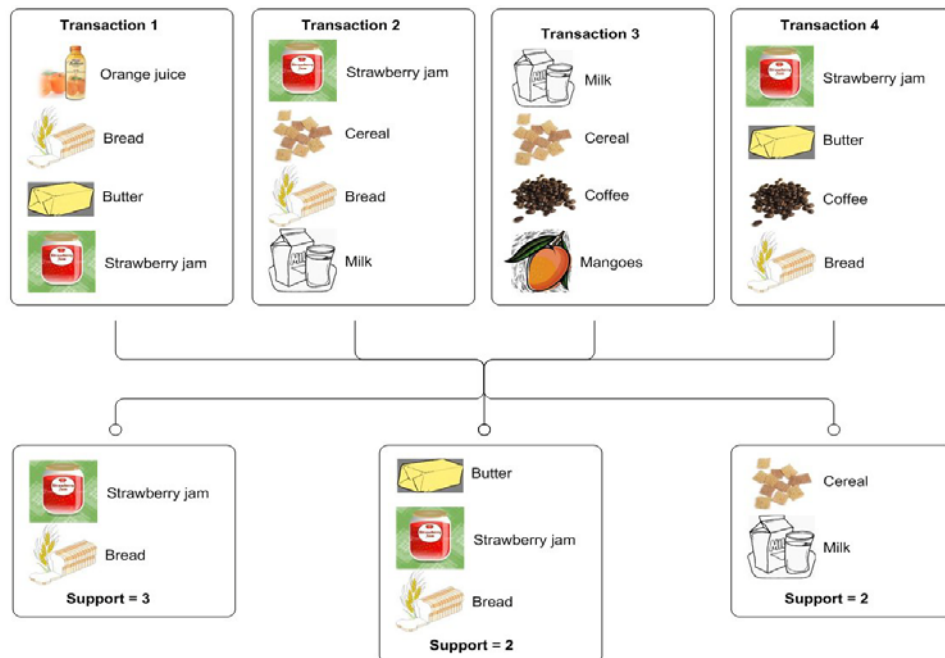 Transaction 1
Orange juice
Bread
Butter
Strawberry jam
Transaction 2
Strawberry jam
Cereal
Bread
Milk
Transaction 3
Milk
Cereal
Coffee
Mangoes
Transaction 4
Strawberry jam
Butter
Coffee
Bread
Strawberry jam
Bread
Support = 3
Butter
Strawberry jam
Bread
Support = 2
Cereal
Milk
Support = 2